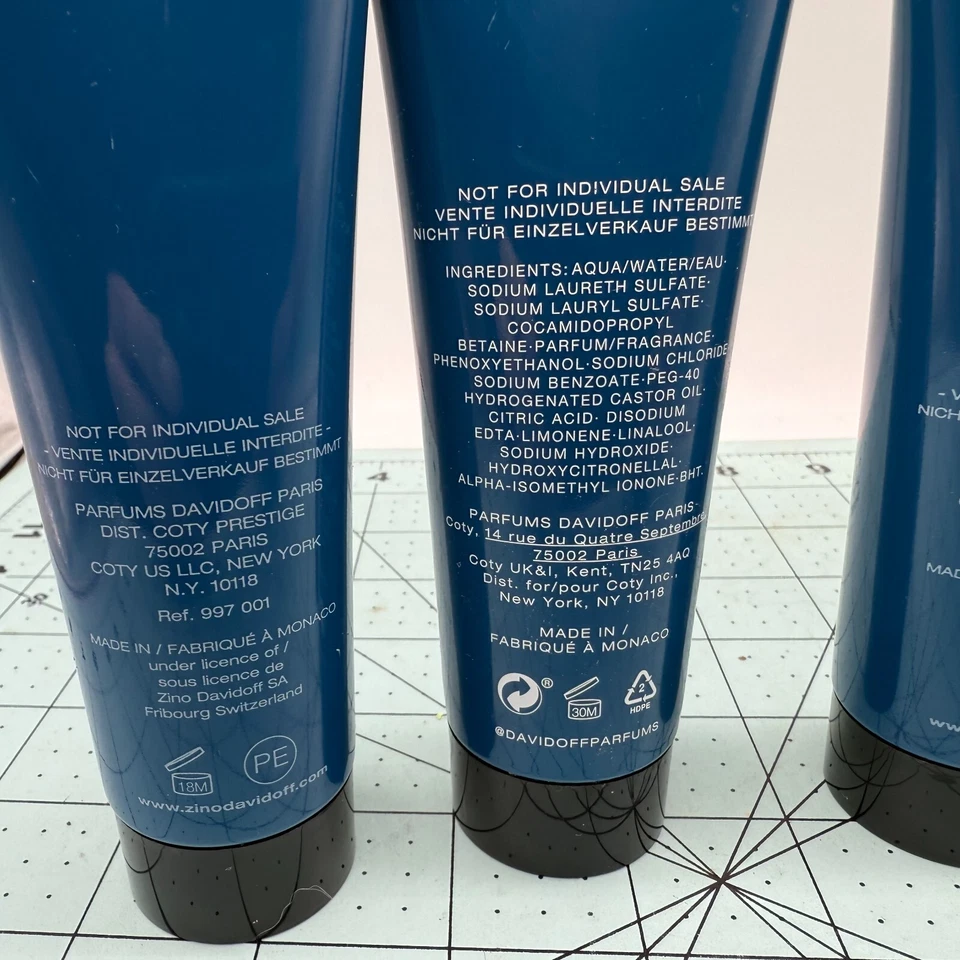 NOT FOR INDIVIDUAL SALE
- VENTE INDIVIDUELLE INTERDITE -
NICHT FÜR EINZELVERKAUF BESTIMMT
PARFUMS DAVIDOFF PARIS
DIST. COTY PRESTIGE
75002 PARIS
COTY US LLC, NEW YORK
N.Y. 10118
Ref. 997 001
MADE IN / FABRIQUÉ À MONACO
under licence of /
sous licence de
Zino Davidoff SA
Fribourg Switzerland
18M
PE
www.zinodavidoff.com
NOT FOR INDIVIDUAL SALE
VENTE INDIVIDUELLE INTERDITE
NICHT FÜR EINZELVERKAUF BESTIMMT
INGREDIENTS: AQUA/WATER/EAU·
SODIUM LAURETH SULFATE·
SODIUM LAURYL SULFATE·
COCAMIDOPROPYL
BETAINE·PARFUM/FRAGRANCE·
PHENOXYETHANOL·SODIUM CHLORIDE
SODIUM BENZOATE·PEG-40
HYDROGENATED CASTOR OIL·
CITRIC ACID· DISODIUM
EDTA·LIMONENE·LINALOOL·
SODIUM HYDROXIDE·
HYDROXYCITRONELLAL·
ALPHA-ISOMETHYL IONONE·BHT.
PARFUMS DAVIDOFF PARIS-
Coty, 14 rue du Quatre Septembre,
75002 Paris
Coty UK&I, Kent, TN25 4AQ
Dist. for/pour Coty Inc.,
New York, NY 10118
MADE IN /
FABRIQUÉ À MONACO
®
30M
2
HDPE
@DAVIDOFFPARFUMS
- V
NICH
MAD
www